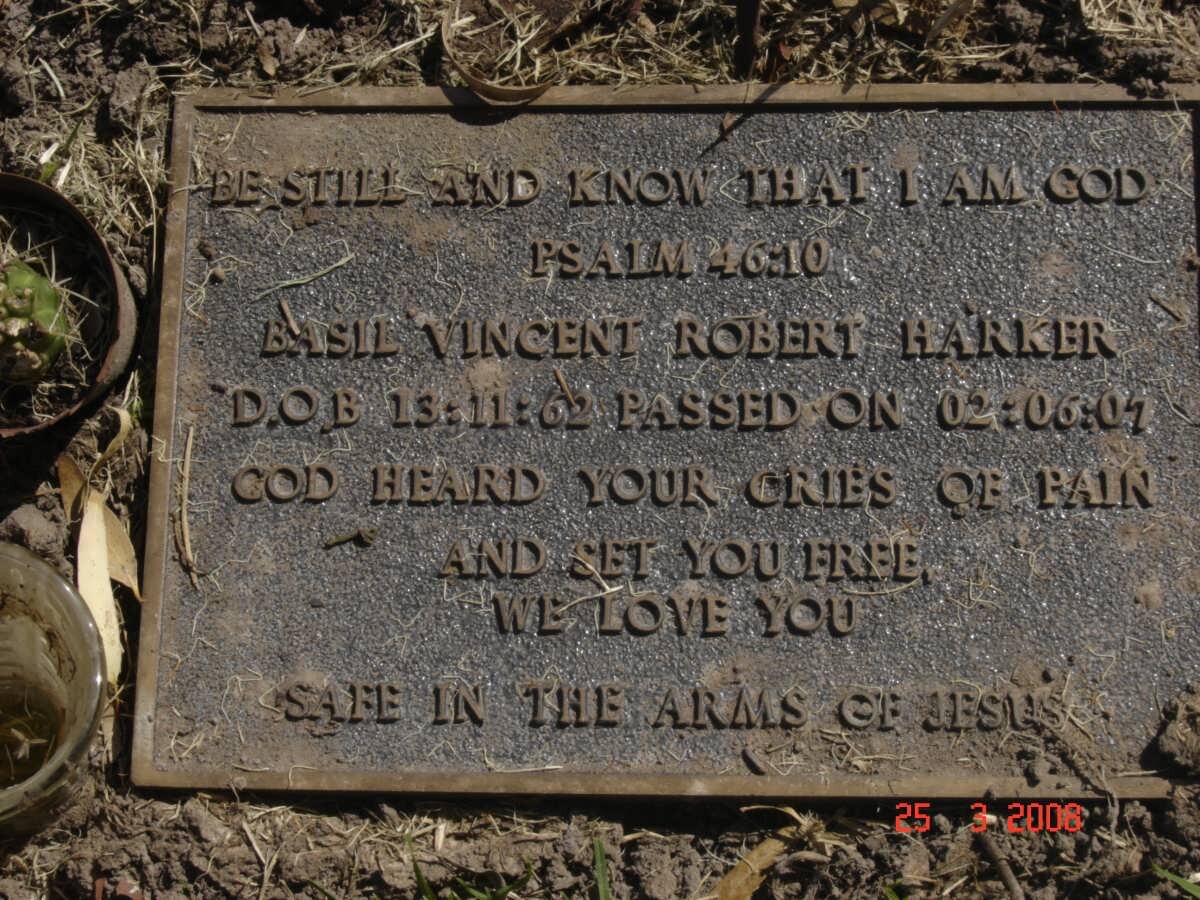 BE STILL AND KNOW THAT I AM GOD
PSALM 46:10
BASIL VINCENT ROBERT HARKER
D.O.B 13:11:62 PASSED ON 02:06:07
GOD HEARD YOUR CRIES OF PAIN
AND SET YOU FREE.
WE LOVE YOU
SAFE IN THE ARMS OF JESUS
25 3 2008